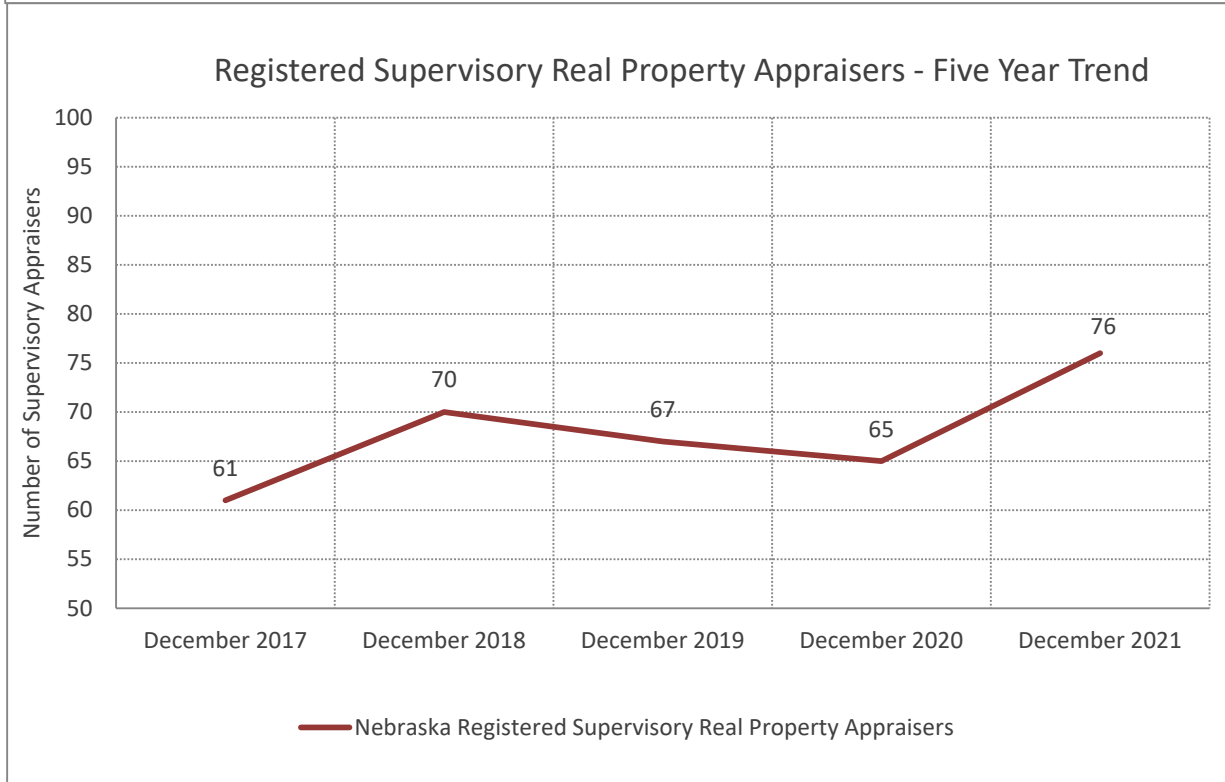 Registered Supervisory Real Property Appraisers - Five Year Trend
Number of Supervisory Appraisers
100
95
90
85
80
75
70
65
60
55
50
61
70
67
65
76
December 2017
December 2018
December 2019
December 2020
December 2021
Nebraska Registered Supervisory Real Property Appraisers